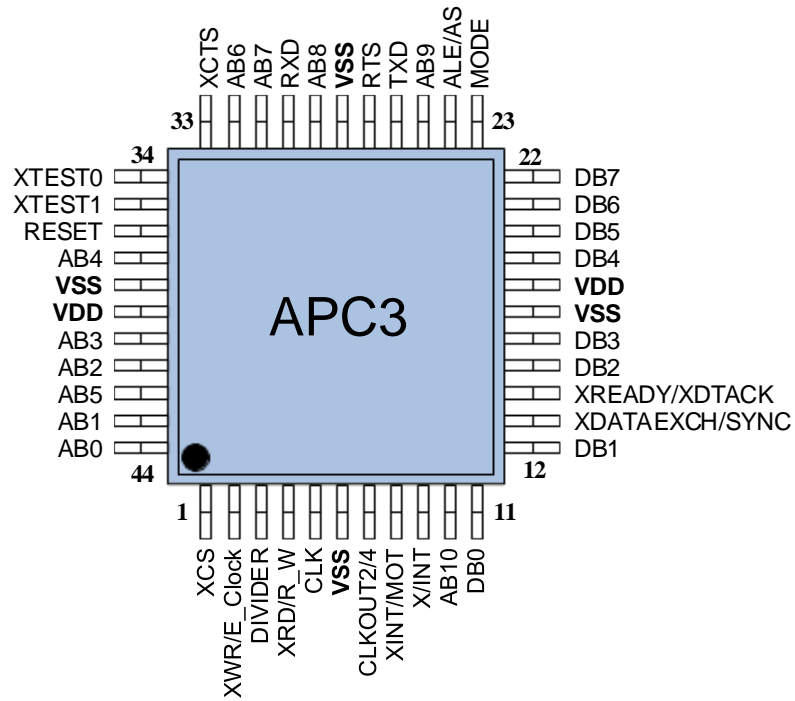 XCTS
AB6
AB7
RXD
AB8
VSS
RTS
TXD
AB9
ALE/AS
MODE
33
23
34
22
XTEST0
XTEST1
RESET
AB4
VSS
VDD
AB3
AB2
AB5
AB1
AB0
APC3
DB7
DB6
DB5
DB4
VDD
VSS
DB3
DB2
XREADY/XDTACK
XDATAEXCH/SYNC
DB1
44
12
1
11
XCS
XWR/E_Clock
DIVIDER
XRD/R_W
CLK
VSS
CLKOUT2/4
XINT/MOT
X/INT
AB10
DB0